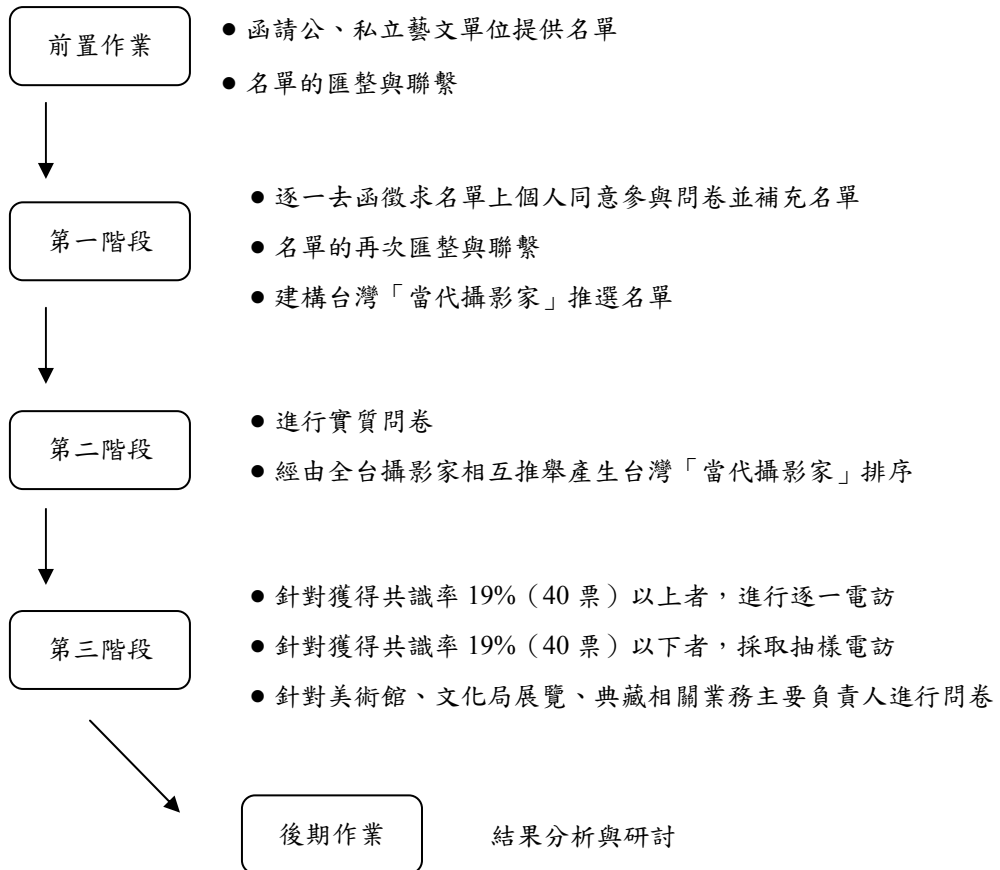 前置作業
●函請公、私立藝文單位提供名單
●名單的匯整與聯繫
第一階段
●逐一去函徵求名單上個人同意參與問卷並補充名單
●名單的再次匯整與聯繫
●建構台灣「當代攝影家」推選名單
第二階段
●進行實質問卷
●經由全台攝影家相互推舉產生台灣「當代攝影家」排序
第三階段
●針對獲得共識率 19%（40 票）以上者，進行逐一電訪
●針對獲得共識率 19%（40 票）以下者，採取抽樣電訪
●針對美術館、文化局展覽、典藏相關業務主要負責人進行問卷
後期作業
結果分析與研討